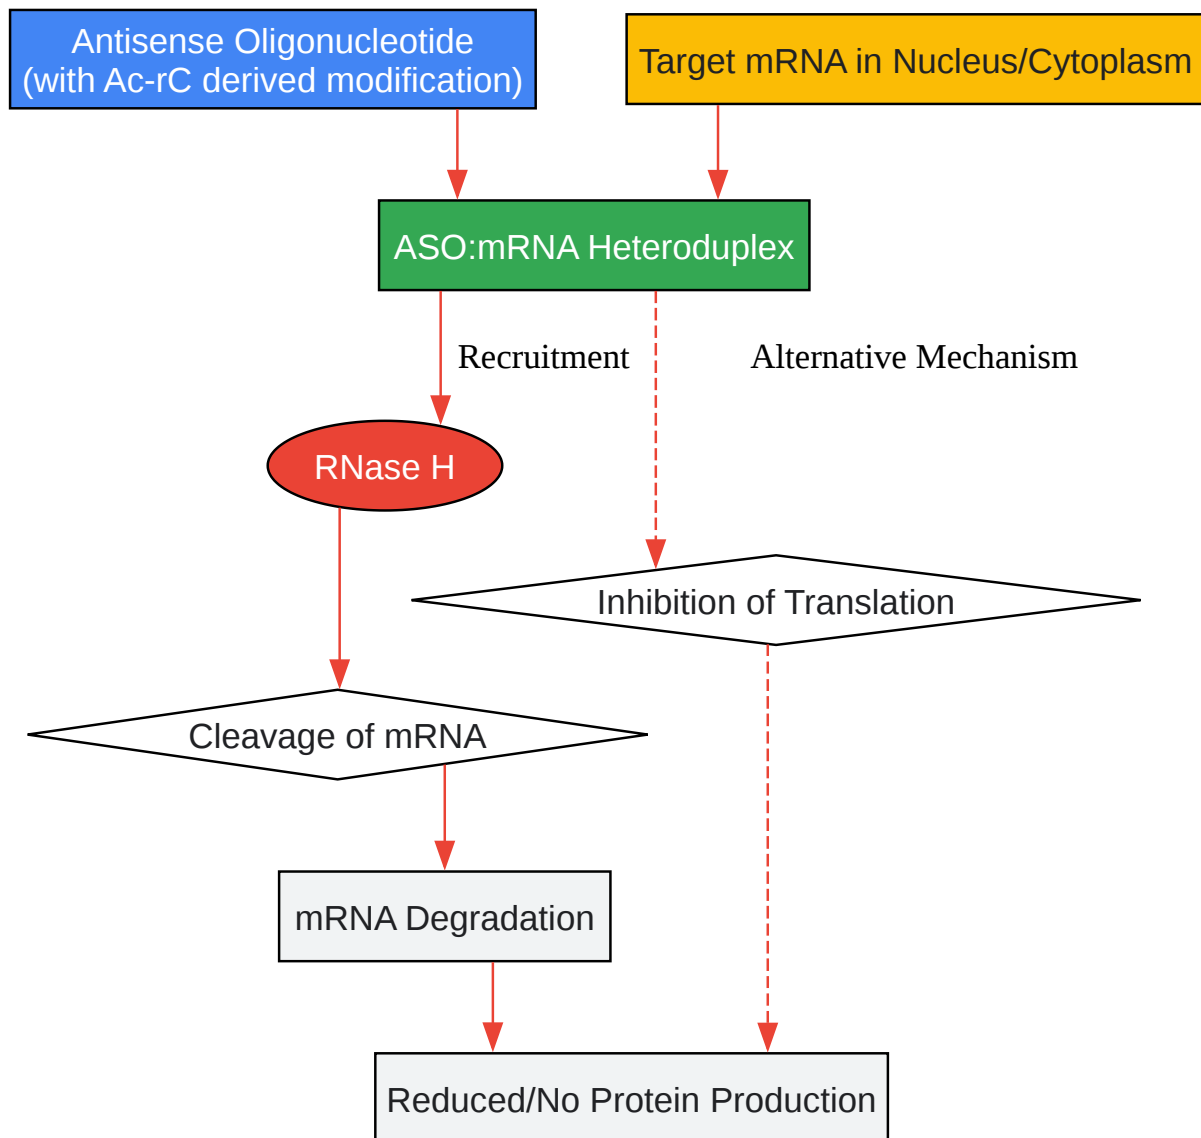 Antisense Oligonucleotide
(with Ac-rC derived modification)
Target mRNA in Nucleus/Cytoplasm
ASO:mRNA Heteroduplex
Recruitment
Alternative Mechanism
RNase H
Inhibition of Translation
Cleavage of mRNA
mRNA Degradation
Reduced/No Protein Production